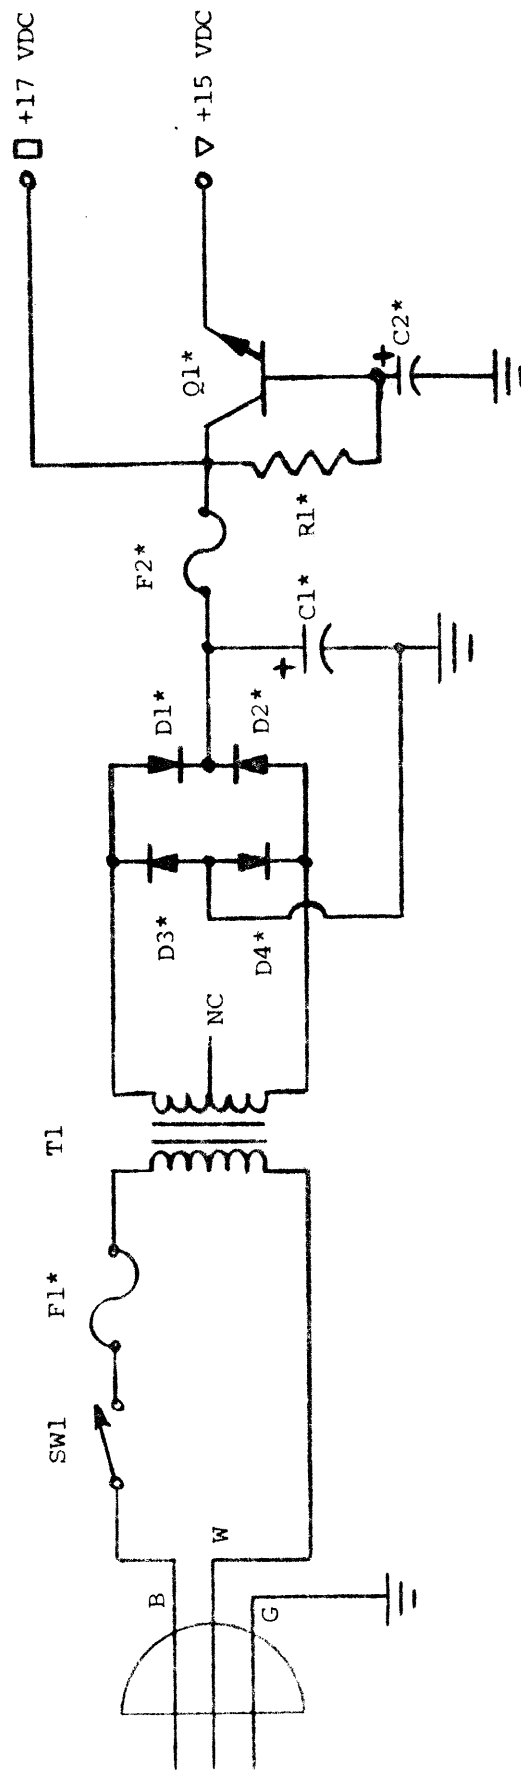 B
W
G
SW1
F1*
T1
NC
D3*
D4*
D1*
D2*
+
C1*
F2*
R1*
Q1*
+
C2*
+17 VDC
+15 VDC